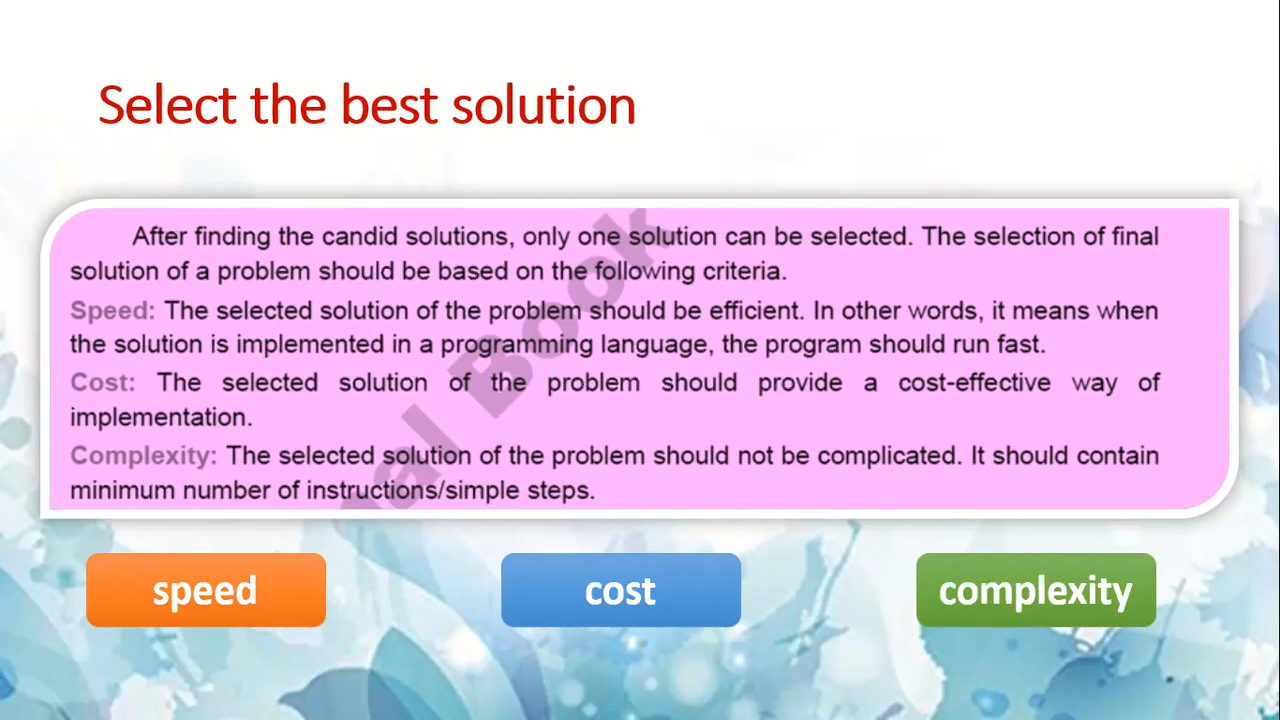 Select the best solution
After finding the candid solutions, only one solution can be selected. The selection of final
solution of a problem should be based on the following criteria.
Speed: The selected solution of the problem should be efficient. In other words, it means when
the solution is implemented in a programming language, the program should run fast.
Cost: The selected solution of the problem should provide a cost-effective way of
implementation.
Complexity: The selected solution of the problem should not be complicated. It should contain
minimum number of instructions/simple steps.
Book
speed
cost
complexity